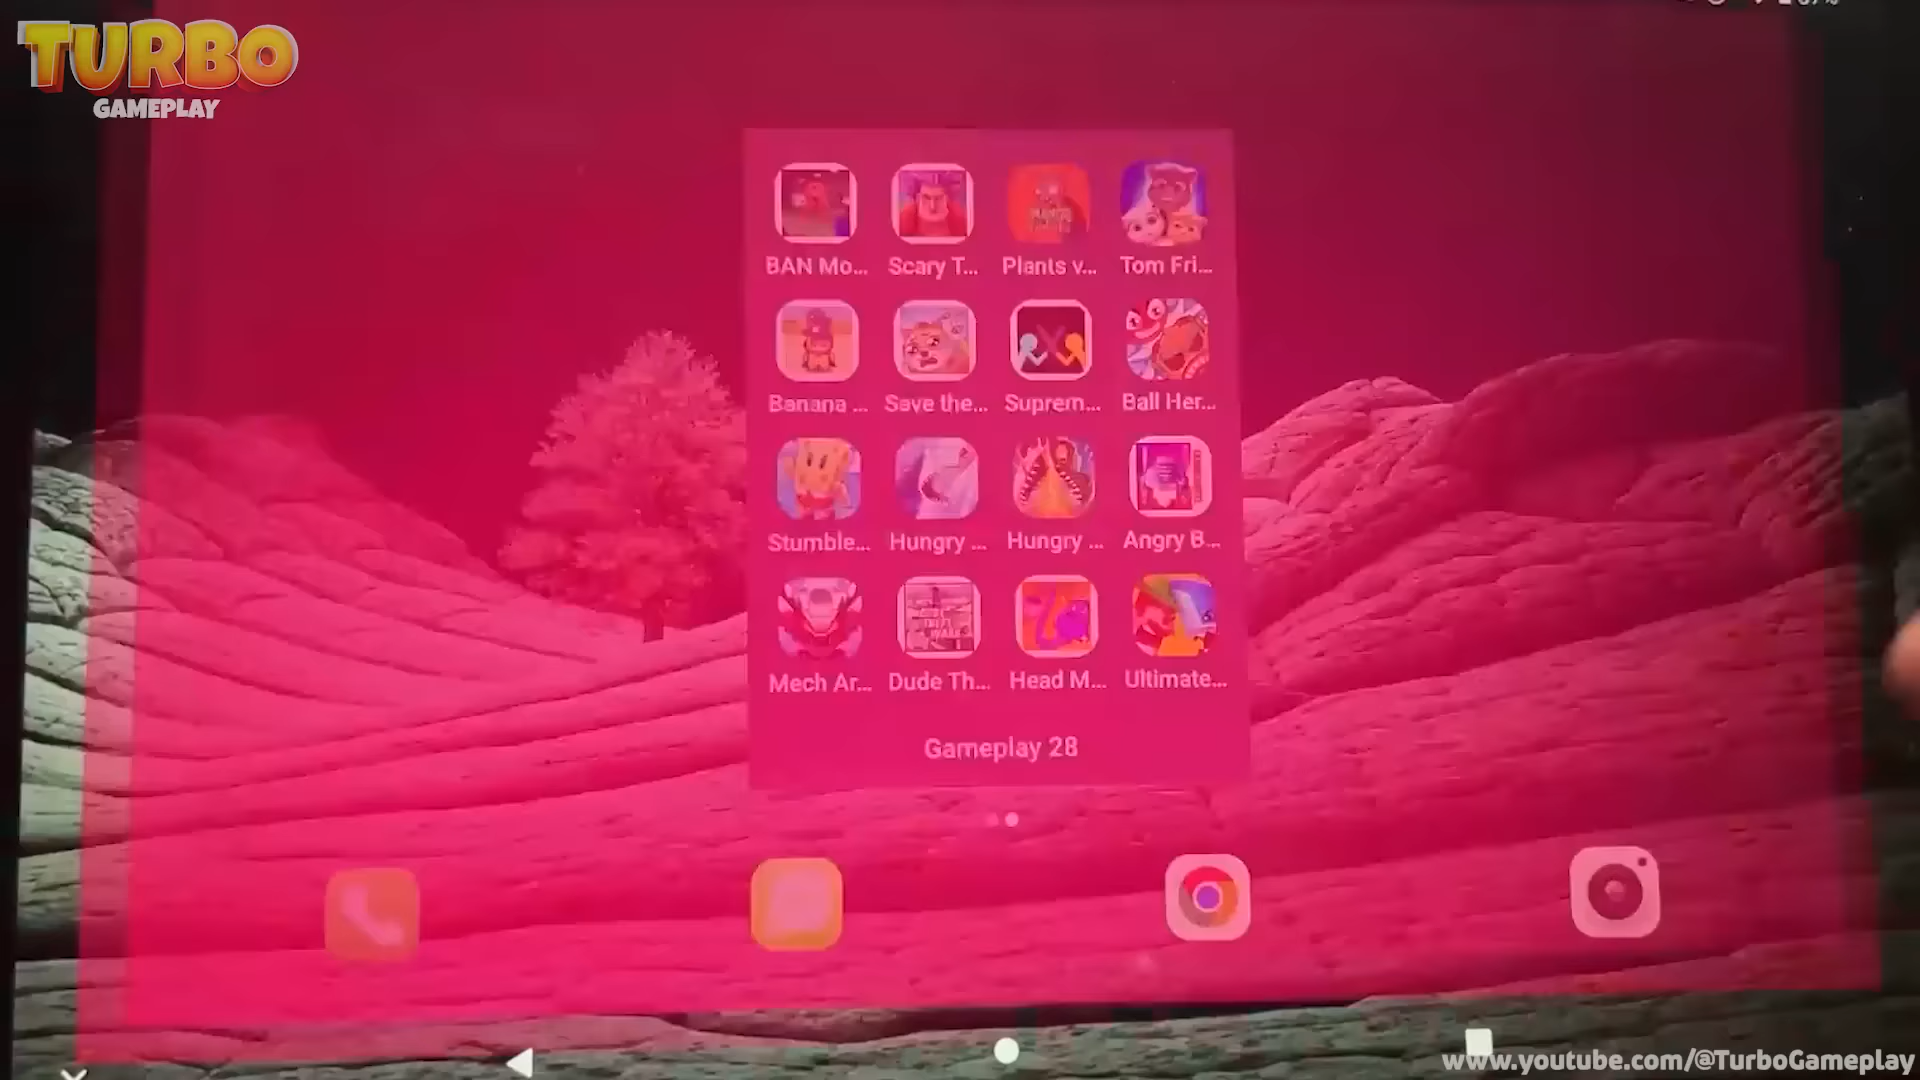 TURBO
GAMEPLAY
BAN Mo... Scary T... Plants v... Tom Fri...
Banana ... Save the... Suprem... Ball Her...
Stumble... Hungry ... Hungry ... Angry B...
Mech Ar... Dude Th... Head M... Ultimate...
Gameplay 28
www.youtube.com/@TurboGameplay